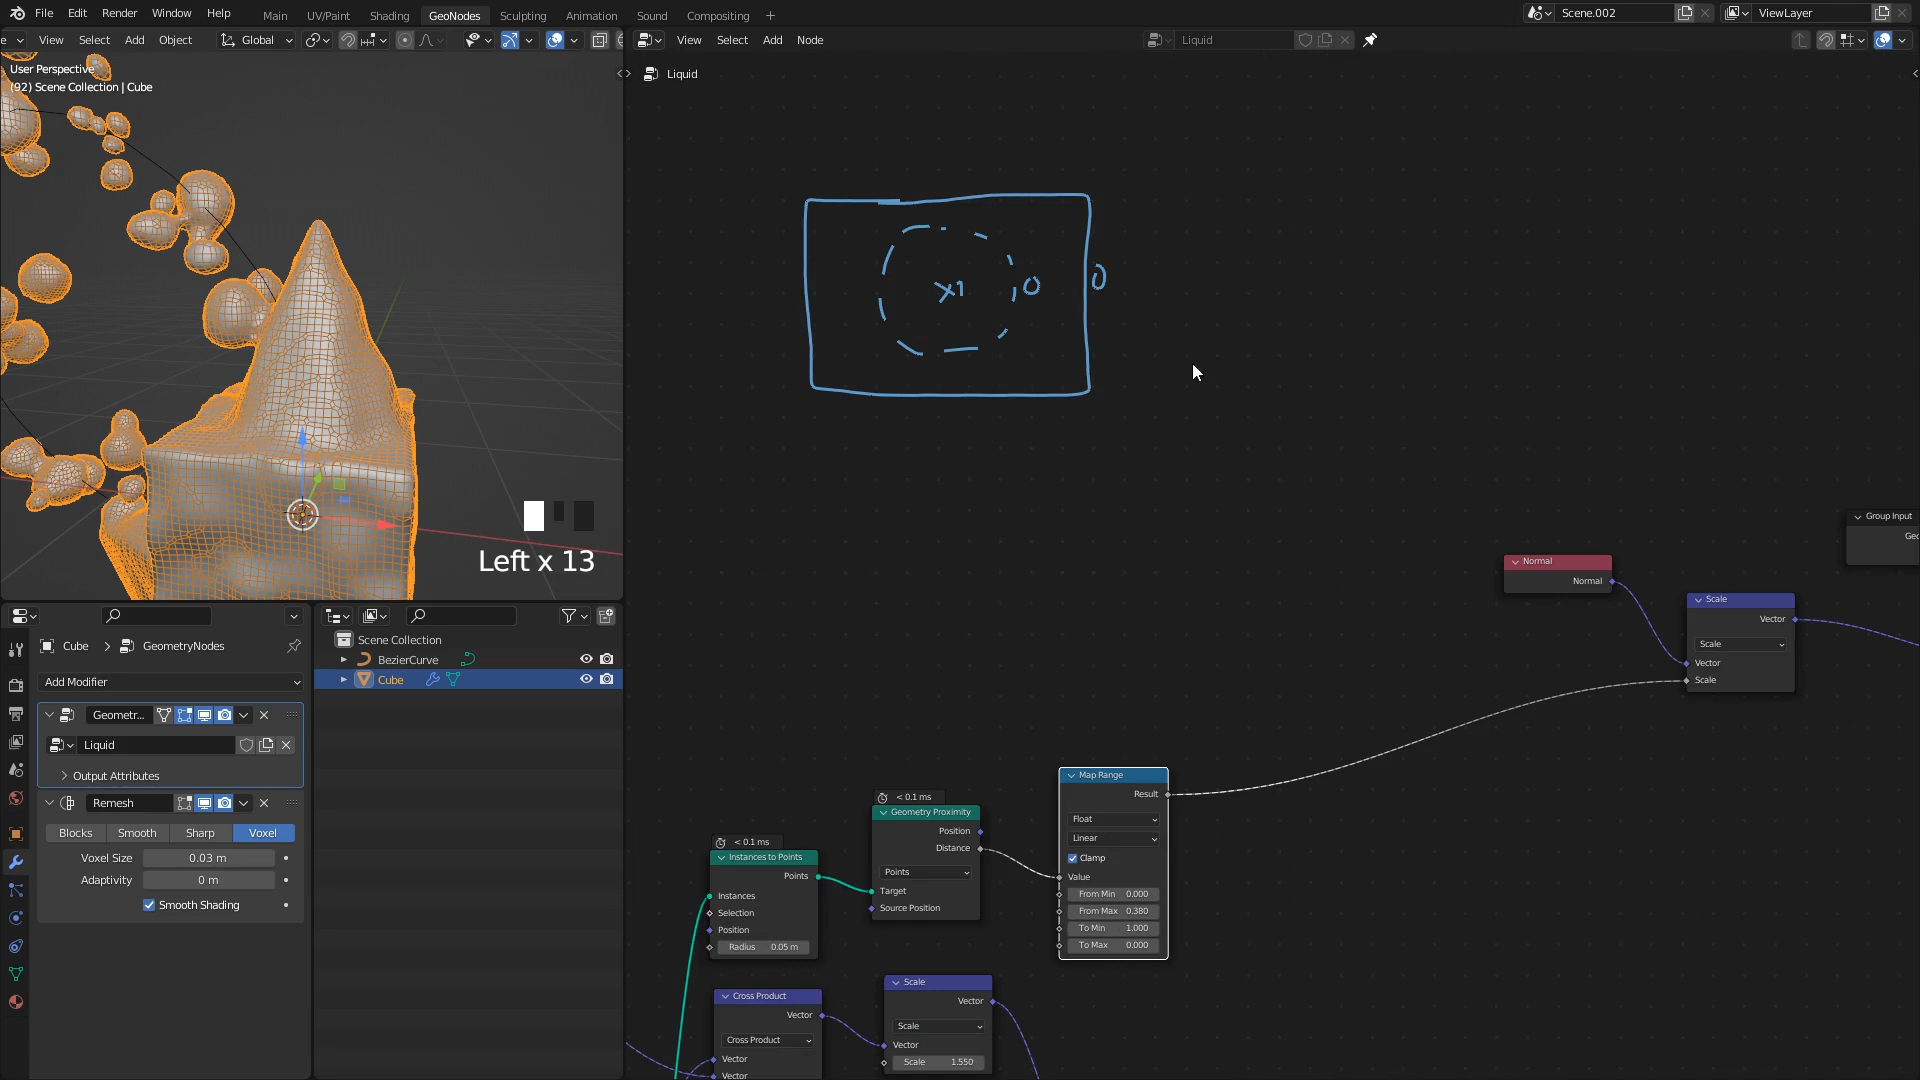 File Edit Render Window Help
Main UV/Paint Shading GeoNodes Sculpting Animation Sound Compositing +
Scene.002 ViewLayer
View Select Add Object Global
View Select Add Node Liquid
User Perspective
(92) Scene Collection | Cube
Liquid
X1 0 0
Left x 13
Group Input
Geo
Normal
Normal
Scale
Vector
Scale
Vector
Scale
Cube > GeometryNodes
Add Modifier
Geometr...
Liquid
Output Attributes
Remesh
Blocks Smooth Sharp Voxel
Voxel Size 0.03 m
Adaptivity 0 m
Smooth Shading
Scene Collection
BezierCurve
Cube
< 0.1 ms
Instances to Points
Points
Instances
Selection
Position
Radius 0.05 m
< 0.1 ms
Geometry Proximity
Position
Distance
Points
Target
Source Position
Map Range
Result
Float
Linear
Clamp
Value
From Min 0.000
From Max 0.380
To Min 1.000
To Max 0.000
Cross Product
Vector
Cross Product
Vector
Vector
Scale
Vector
Scale
Vector
Scale 1.550